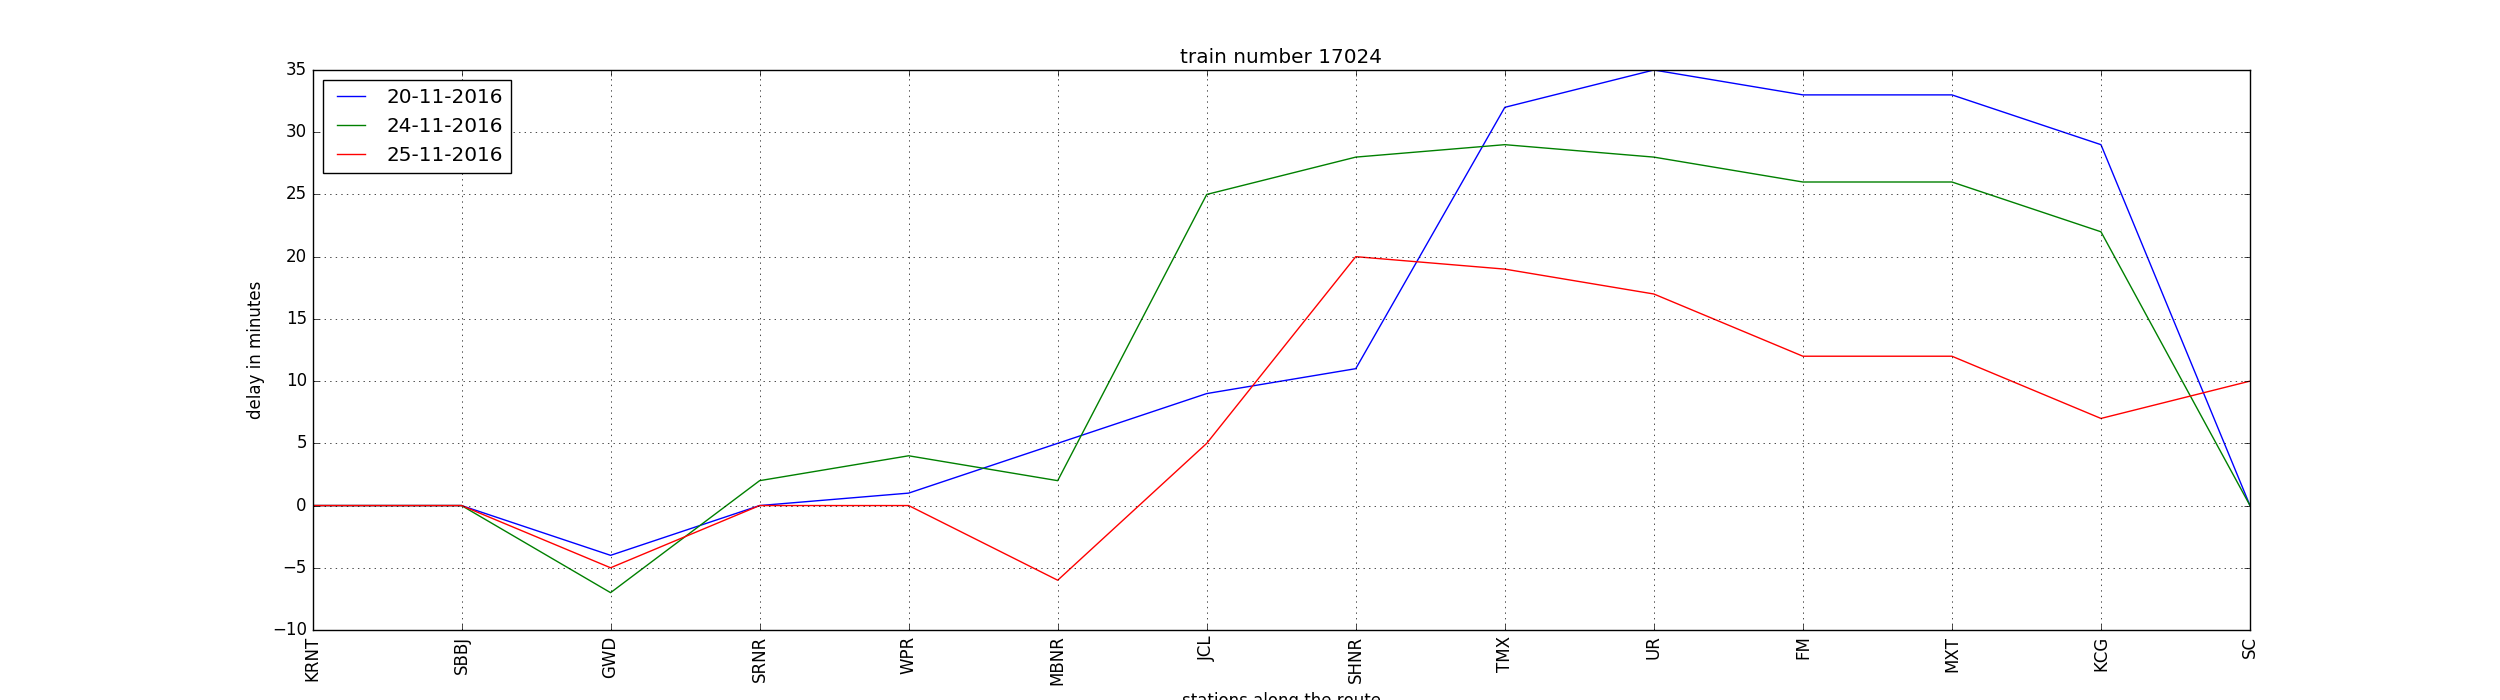 train number 17024
35
30
25
20
15
10
5
0
−5
−10
20-11-2016
24-11-2016
25-11-2016
delay in minutes
KRNT
SBBJ
GWD
SRNR
WPR
MBNR
JCL
SHNR
TMX
UR
FM
MXT
KCG
SC
stations along the route